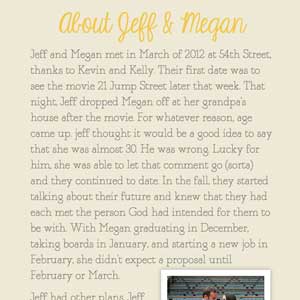 About Jeff & Megan
Jeff and Megan met in March of 2012 at 54th Street,
thanks to Kevin and Kelly. Their first date was to
see the movie 21 Jump Street later that week. That
night, Jeff dropped Megan off at her grandpa's
house after the movie. For whatever reason, age
came up. jeff thought it would be a good idea to say
that she was almost 30. He was wrong. Lucky for
him, she was able to let that comment go (sorta)
and they continued to date. In the fall, they started
talking about their future and knew that they had
each met the person God had intended for them to
be with. With Megan graduating in December,
taking boards in January, and starting a new job in
February, she didn't expect a proposal until
February or March.
Jeff had other plans. Jeff